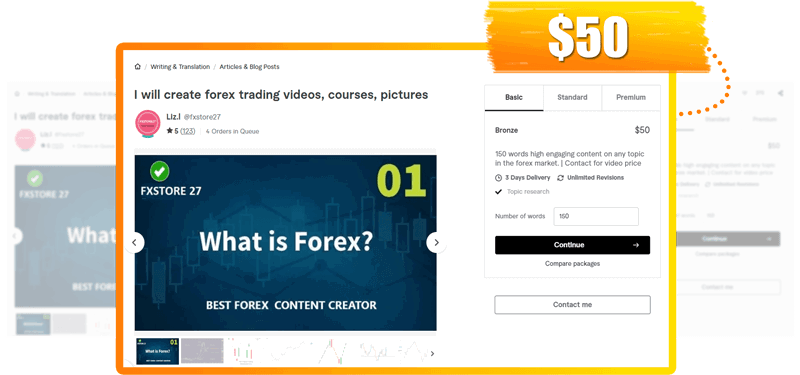 $50
Writing & Translation / Articles & Blog Posts
I will create forex trading videos, courses, pictures
Liz.l @fxstore27
★ 5 (123) | 4 Orders in Queue
FXSTORE 27
01
What is Forex?
BEST FOREX CONTENT CREATOR
What is Forex?
Basic
Standard
Premium
Bronze
$50
150 words high engaging content on any topic
in the forex market. | Contact for video price
3 Days Delivery
Unlimited Revisions
Topic research
Number of words
150
Continue
Compare packages
Contact me